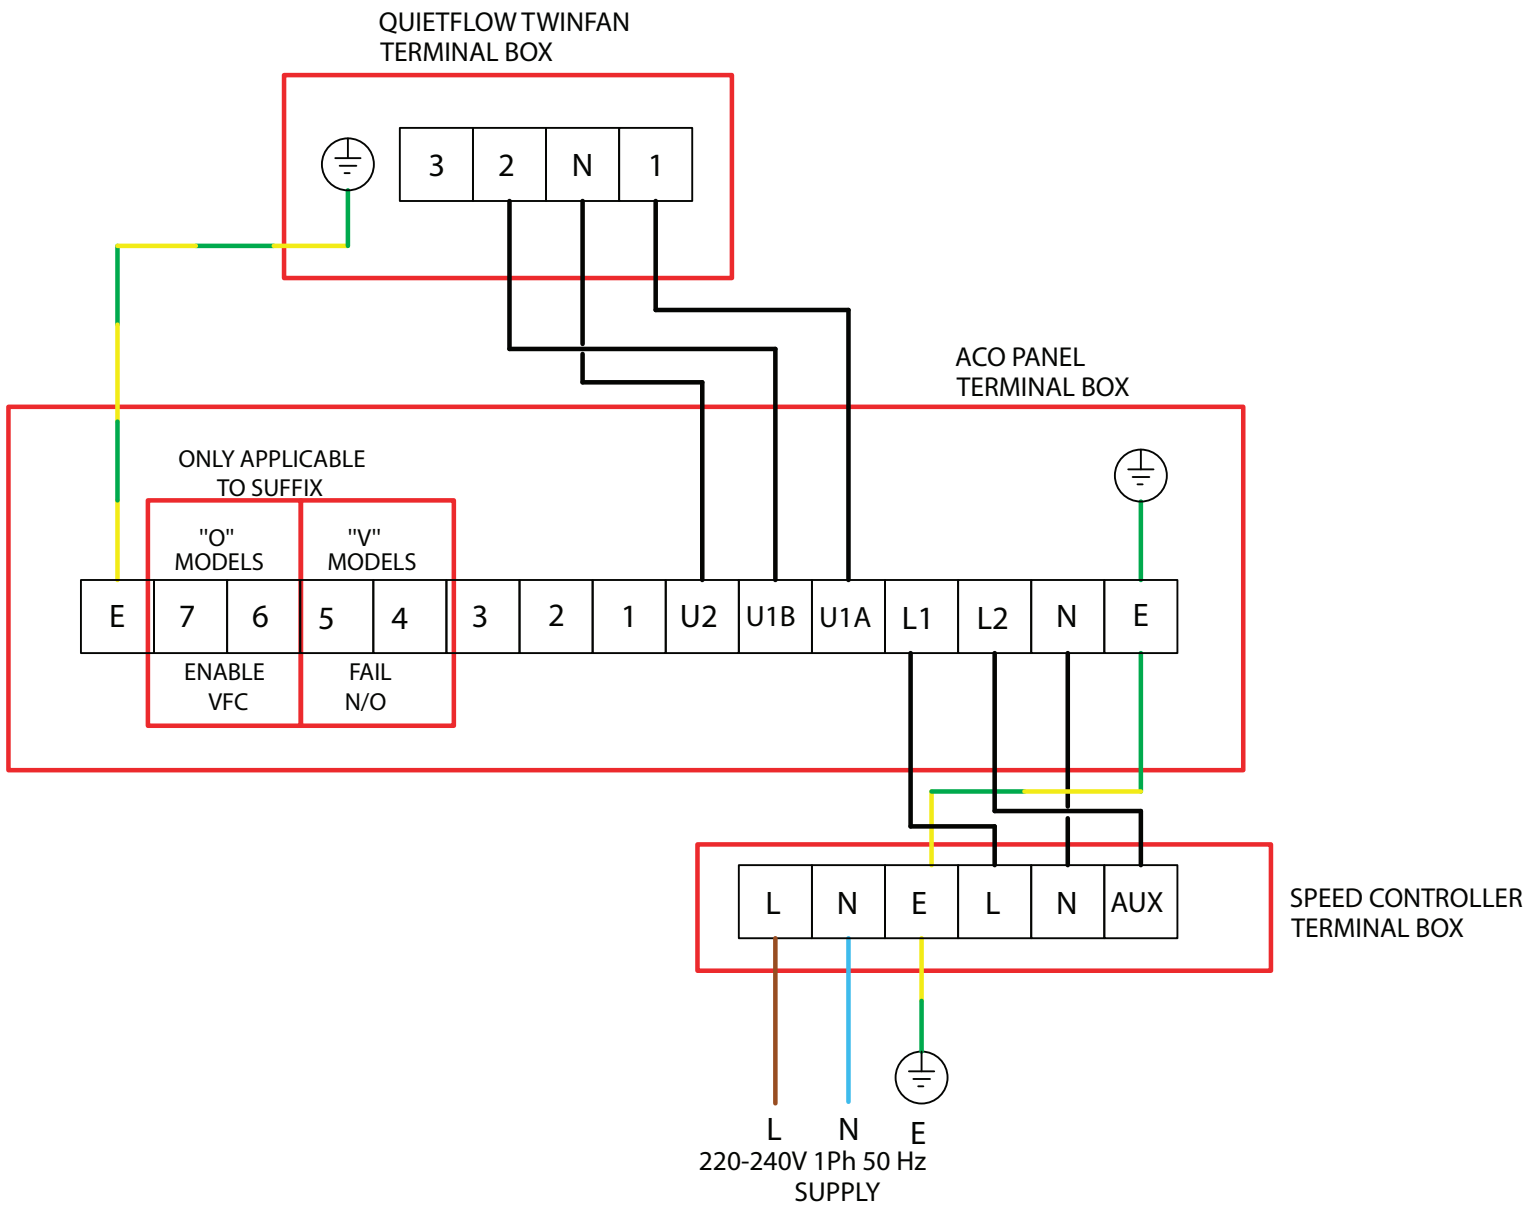 QUIETFLOW TWINFAN
TERMINAL BOX
3 2 N 1
ACO PANEL
TERMINAL BOX
ONLY APPLICABLE
TO SUFFIX
"O"
MODELS
"V"
MODELS
E 7 6 5 4 3 2 1 U2 U1B U1A L1 L2 N E
ENABLE
VFC
FAIL
N/O
L N E L N AUX
SPEED CONTROLLER
TERMINAL BOX
L N E
220-240V 1Ph 50 Hz
SUPPLY